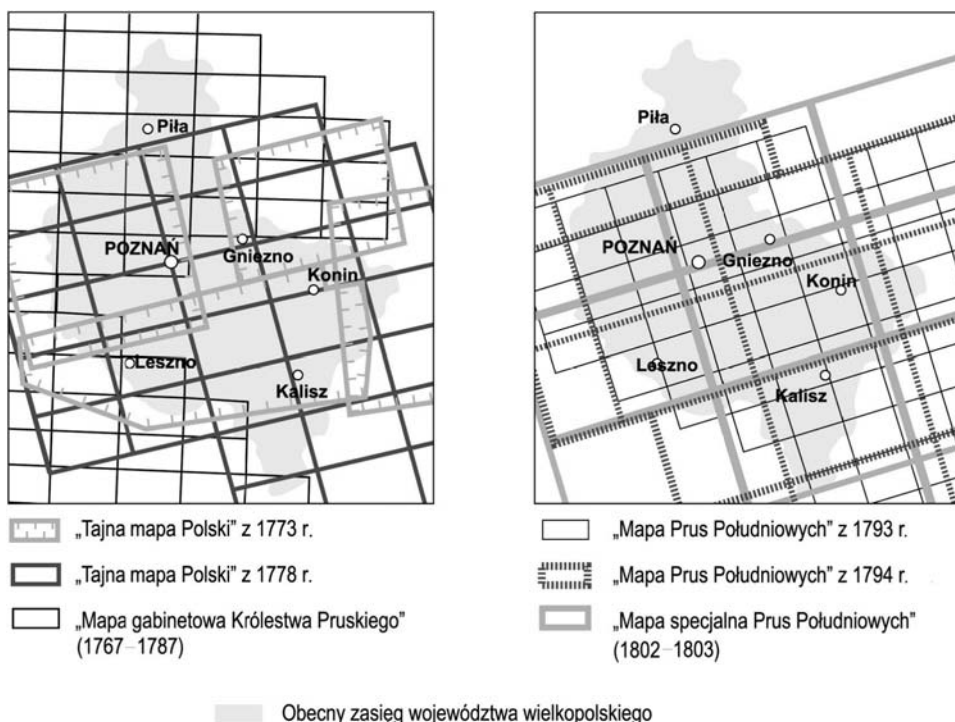 Piła
POZNAŃ
Gniezno
Konin
Leszno
Kalisz
Piła
POZNAŃ
Gniezno
Konin
Leszno
Kalisz
„Tajna mapa Polski” z 1773 r.
„Tajna mapa Polski” z 1778 r.
„Mapa gabinetowa Królestwa Pruskiego”
(1767–1787)
„Mapa Prus Południowych” z 1793 r.
„Mapa Prus Południowych” z 1794 r.
„Mapa specjalna Prus Południowych”
(1802–1803)
Obecny zasięg województwa wielkopolskiego